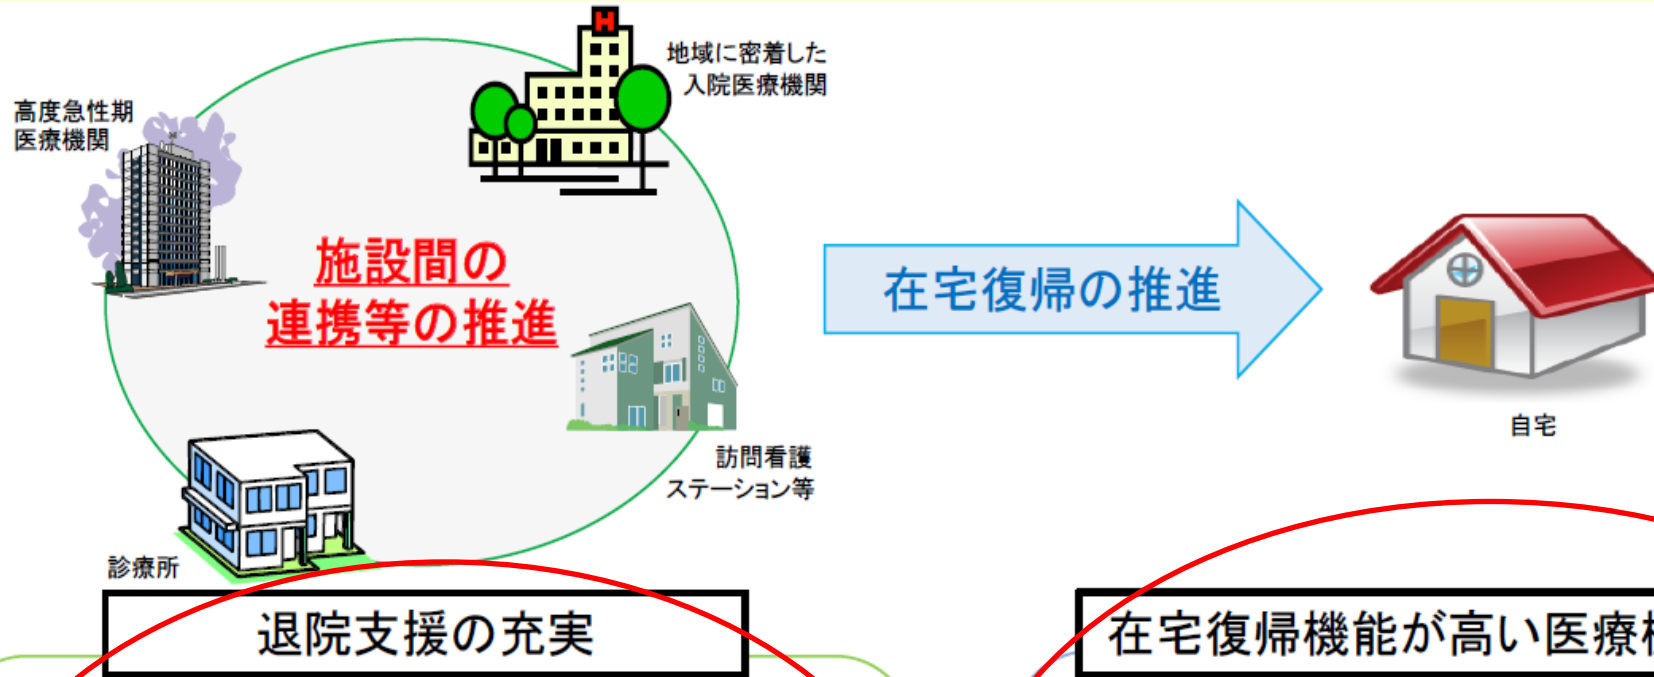 地域に密着した
入院医療機関
高度急性期
医療機関
施設間の
連携等の推進
在宅復帰の推進
自宅
訪問看護
ステーション等
診療所
退院支援の充実
在宅復帰機能が高い医療